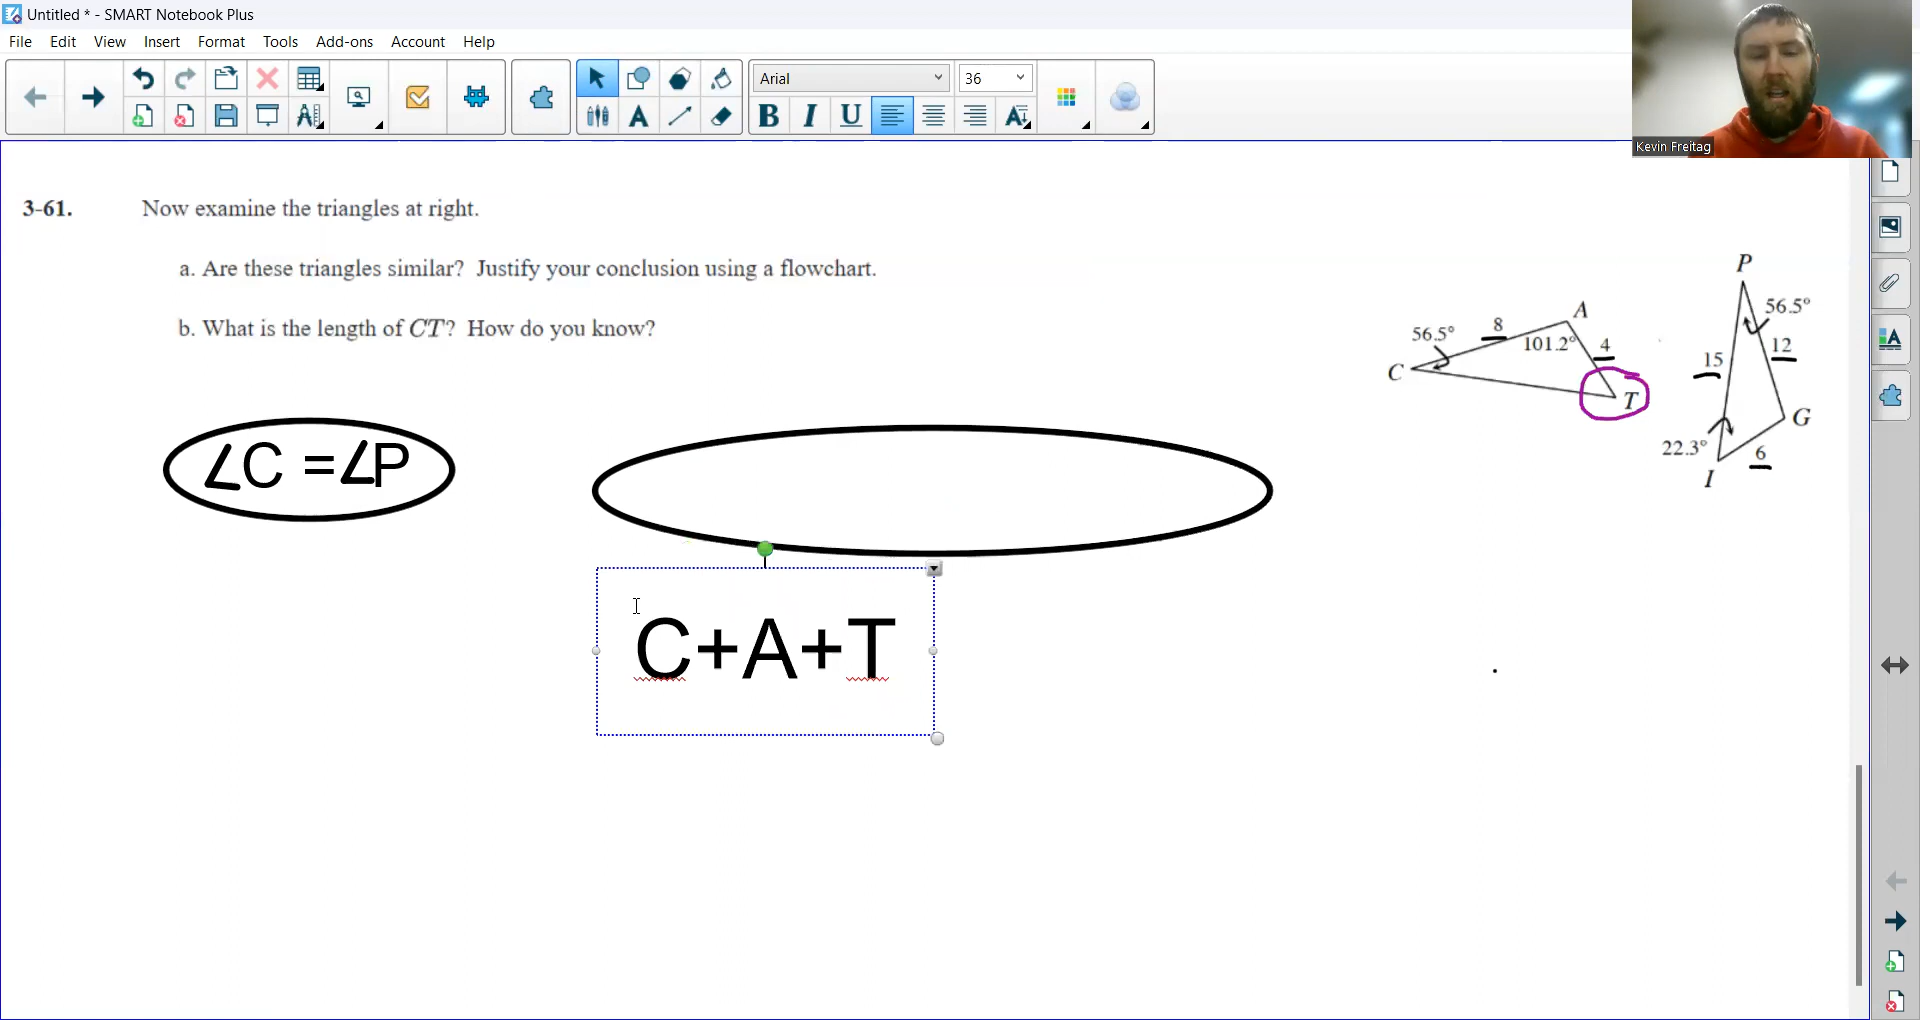 Untitled * - SMART Notebook Plus
File Edit View Insert Format Tools Add-ons Account Help
Arial 36
B I U
Kevin Freitag
3-61. Now examine the triangles at right.
a. Are these triangles similar? Justify your conclusion using a flowchart.
b. What is the length of CT? How do you know?
P
56.5°
A
8
56.5°
101.2°
4
12
15
C
T
G
22.3°
6
I
∠C =∠P
C+A+T